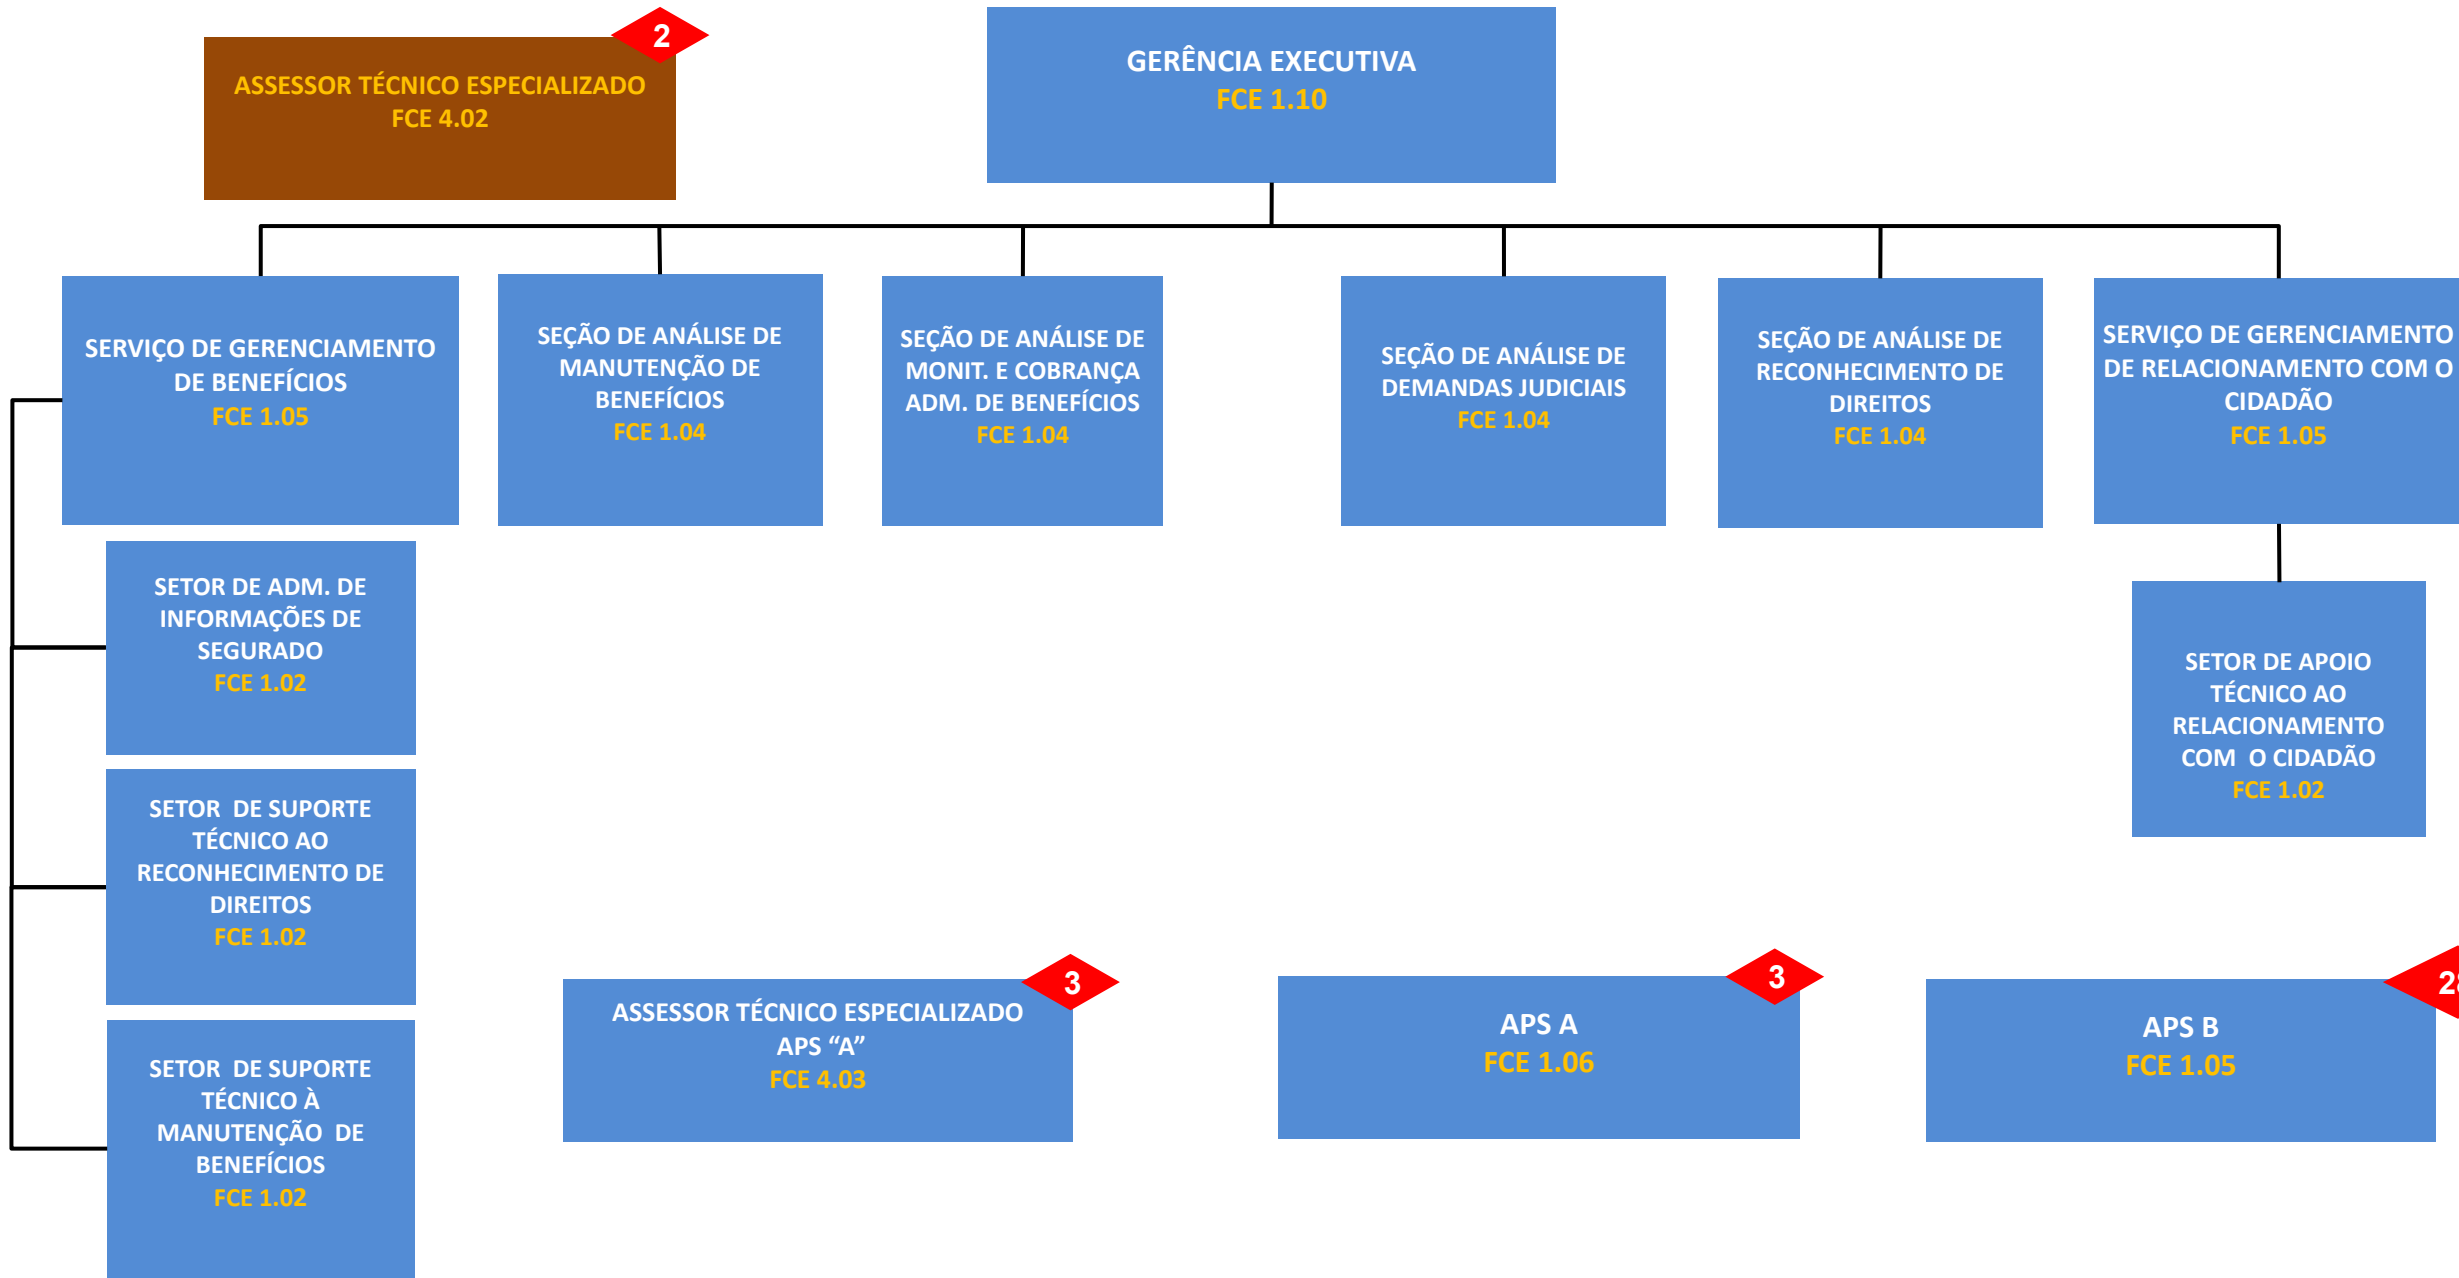 2
ASSESSOR TÉCNICO ESPECIALIZADO
FCE 4.02
GERÊNCIA EXECUTIVA
FCE 1.10
SERVIÇO DE GERENCIAMENTO
DE BENEFÍCIOS
FCE 1.05
SEÇÃO DE ANÁLISE DE
MANUTENÇÃO DE
BENEFÍCIOS
FCE 1.04
SEÇÃO DE ANÁLISE DE
MONIT. E COBRANÇA
ADM. DE BENEFÍCIOS
FCE 1.04
SEÇÃO DE ANÁLISE DE
DEMANDAS JUDICIAIS
FCE 1.04
SEÇÃO DE ANÁLISE DE
RECONHECIMENTO DE
DIREITOS
FCE 1.04
SERVIÇO DE GERENCIAMENTO
DE RELACIONAMENTO COM O
CIDADÃO
FCE 1.05
SETOR DE ADM. DE
INFORMAÇÕES DE
SEGURADO
FCE 1.02
SETOR DE SUPORTE
TÉCNICO AO
RECONHECIMENTO DE
DIREITOS
FCE 1.02
SETOR DE SUPORTE
TÉCNICO À
MANUTENÇÃO DE
BENEFÍCIOS
FCE 1.02
SETOR DE APOIO
TÉCNICO AO
RELACIONAMENTO
COM O CIDADÃO
FCE 1.02
3
ASSESSOR TÉCNICO ESPECIALIZADO
APS “A”
FCE 4.03
3
APS A
FCE 1.06
28
APS B
FCE 1.05